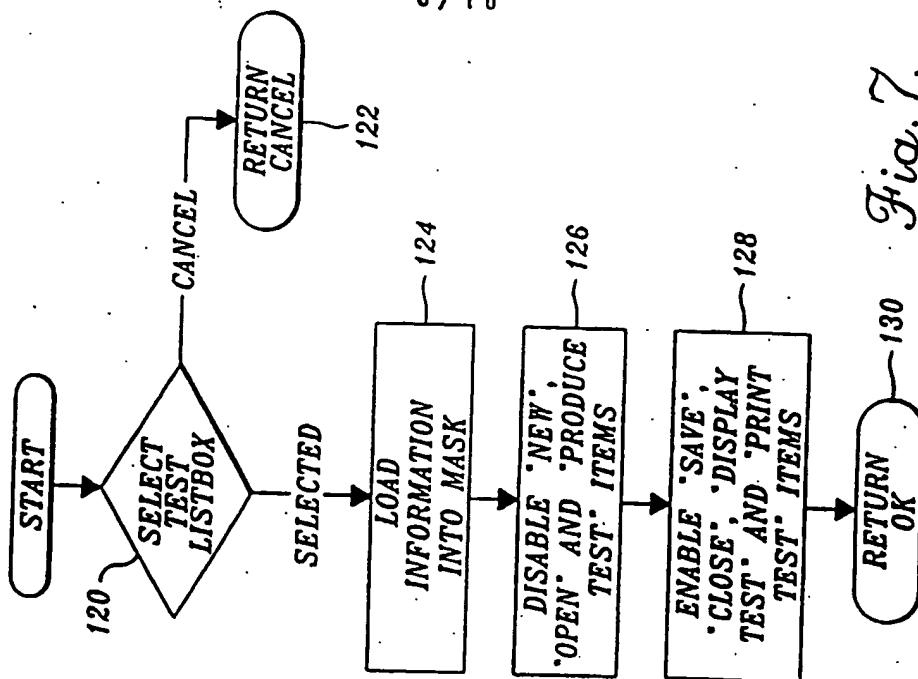 START
120
SELECT
TEST
LISTBOX
CANCEL
RETURN
CANCEL
122
SELECTED
LOAD
INFORMATION
INTO MASK
124
DISABLE "NEW",
"OPEN" AND "PRODUCE
TEST" ITEMS
126
ENABLE "SAVE",
"CLOSE", "DISPLAY
TEST" AND "PRINT
TEST" ITEMS
128
RETURN
OK
130
Fig. 7.